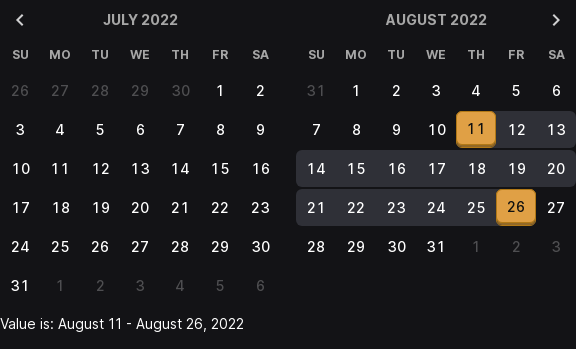 JULY 2022
SU MO TU WE TH FR SA
26 27 28 29 30 1 2
3 4 5 6 7 8 9
10 11 12 13 14 15 16
17 18 19 20 21 22 23
24 25 26 27 28 29 30
31 1 2 3 4 5 6
AUGUST 2022
SU MO TU WE TH FR SA
31 1 2 3 4 5 6
7 8 9 10 11 12 13
14 15 16 17 18 19 20
21 22 23 24 25 26 27
28 29 30 31 1 2 3
Value is: August 11 - August 26, 2022